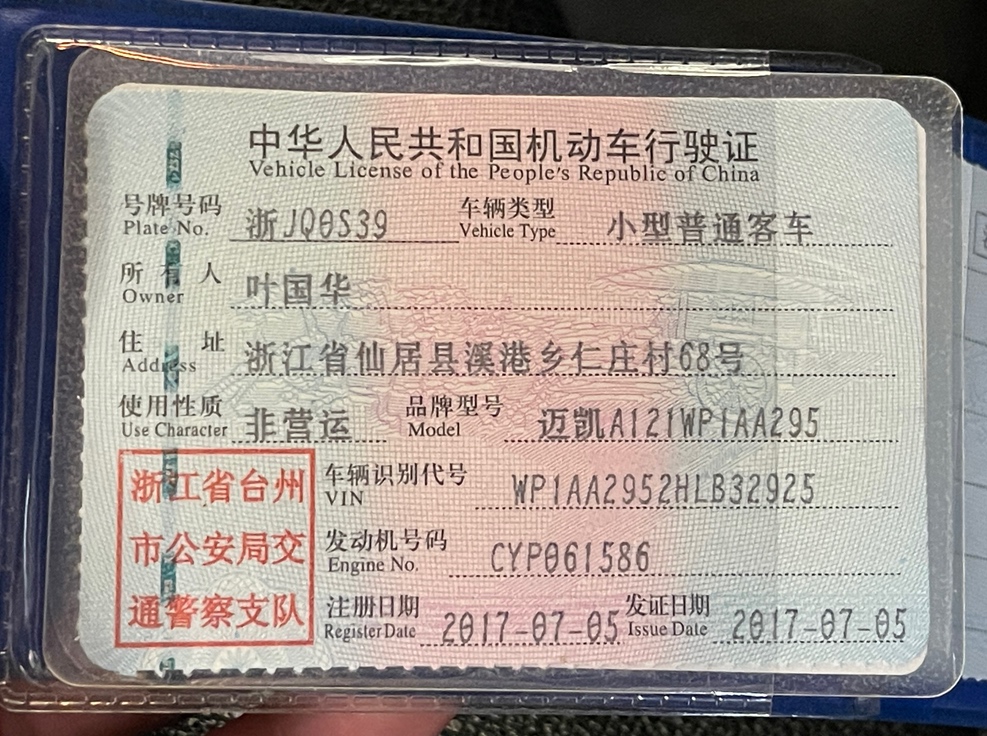 中华人民共和国机动车行驶证
Vehicle License of the People's Republic of China
号牌号码 浙JQ0S39 车辆类型 小型普通客车
Plate No. Vehicle Type
所有人 叶国华
Owner
住址 浙江省仙居县溪港乡仁庄村68号
Address
使用性质 非营运 品牌型号 迈凯A121WP1AA295
Use Character Model
浙江省台州
市公安局交
通警察支队
车辆识别代号 WP1AA2952HLB32925
VIN
发动机号码 CYP061586
Engine No.
注册日期 2017-07-05 发证日期 2017-07-05
Register Date Issue Date